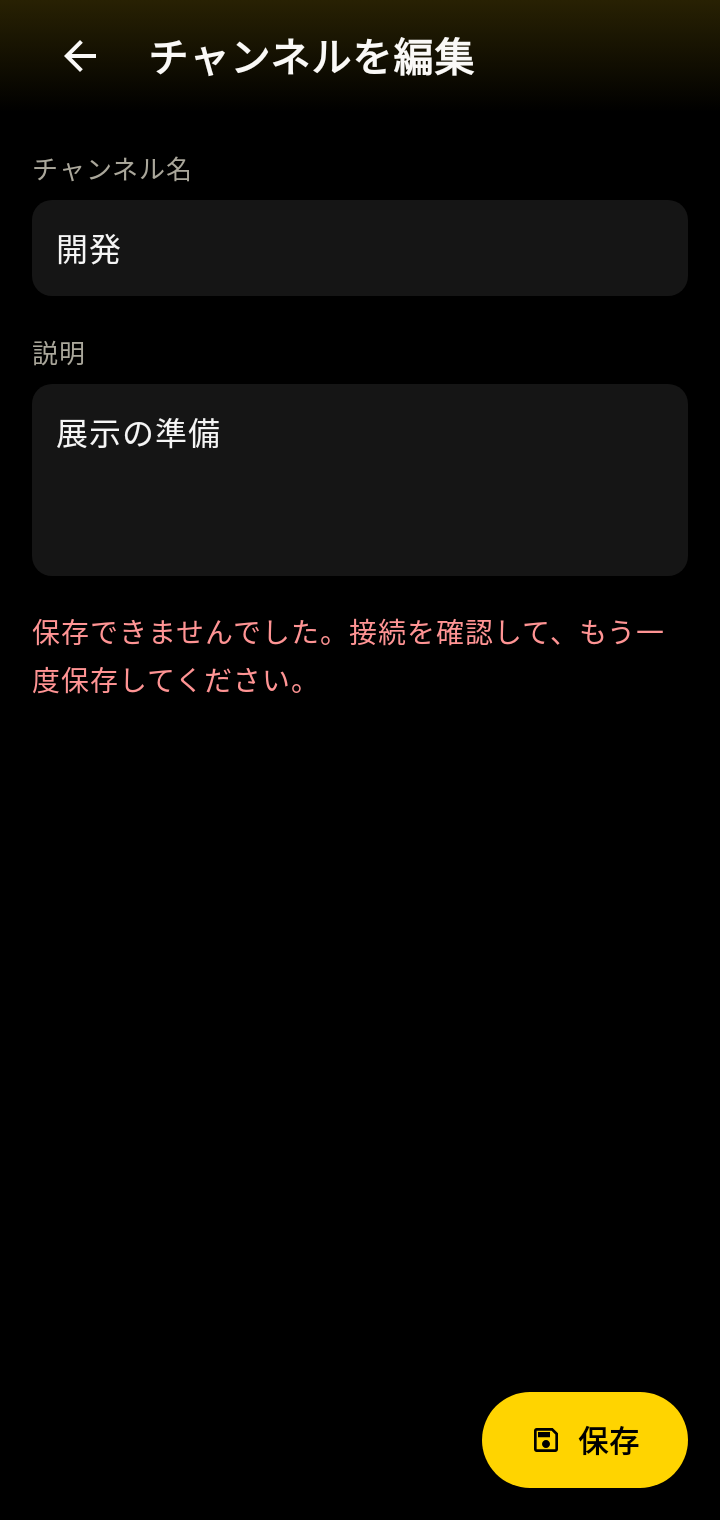 チャンネルを編集
チャンネル名
開発
説明
展示の準備
保存できませんでした。接続を確認して、もう一
度保存してください。
保存